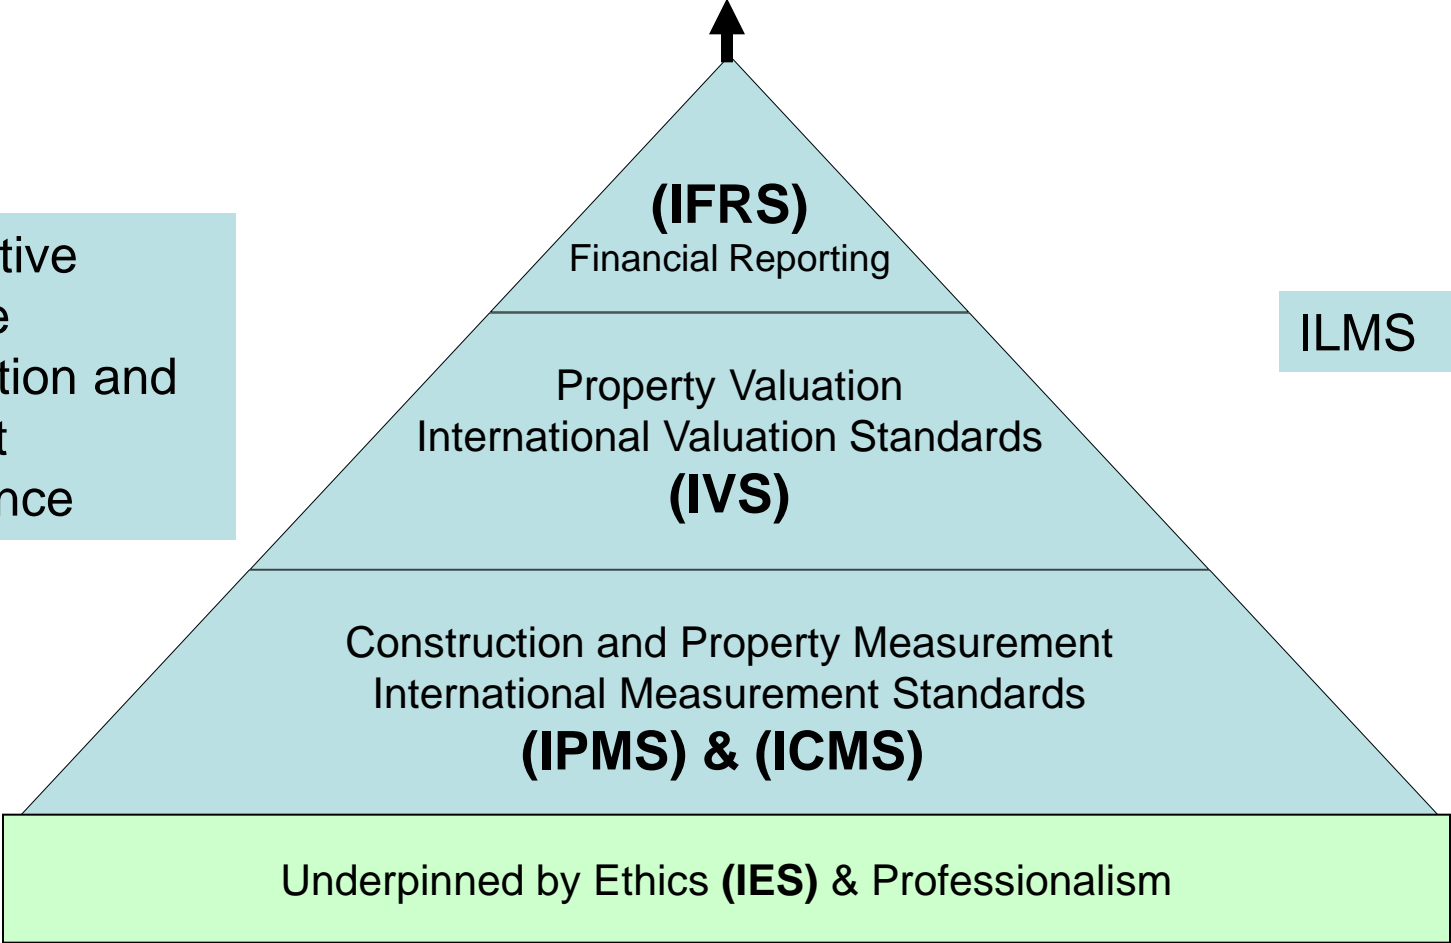 (IFRS)
Financial Reporting
tive
e
tion and
t
nce
ILMS
Property Valuation
International Valuation Standards
(IVS)
Construction and Property Measurement
International Measurement Standards
(IPMS) & (ICMS)
Underpinned by Ethics (IES) & Professionalism